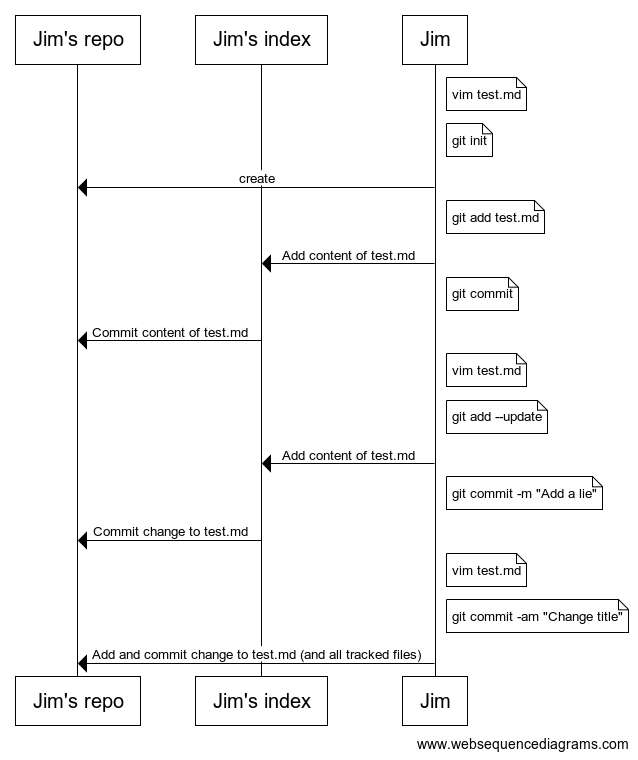 Jim's repo
Jim's index
Jim
vim test.md
git init
create
git add test.md
Add content of test.md
git commit
Commit content of test.md
vim test.md
git add --update
Add content of test.md
git commit -m "Add a lie"
Commit change to test.md
vim test.md
git commit -am "Change title"
Add and commit change to test.md (and all tracked files)
Jim's repo
Jim's index
Jim
www.websequencediagrams.com